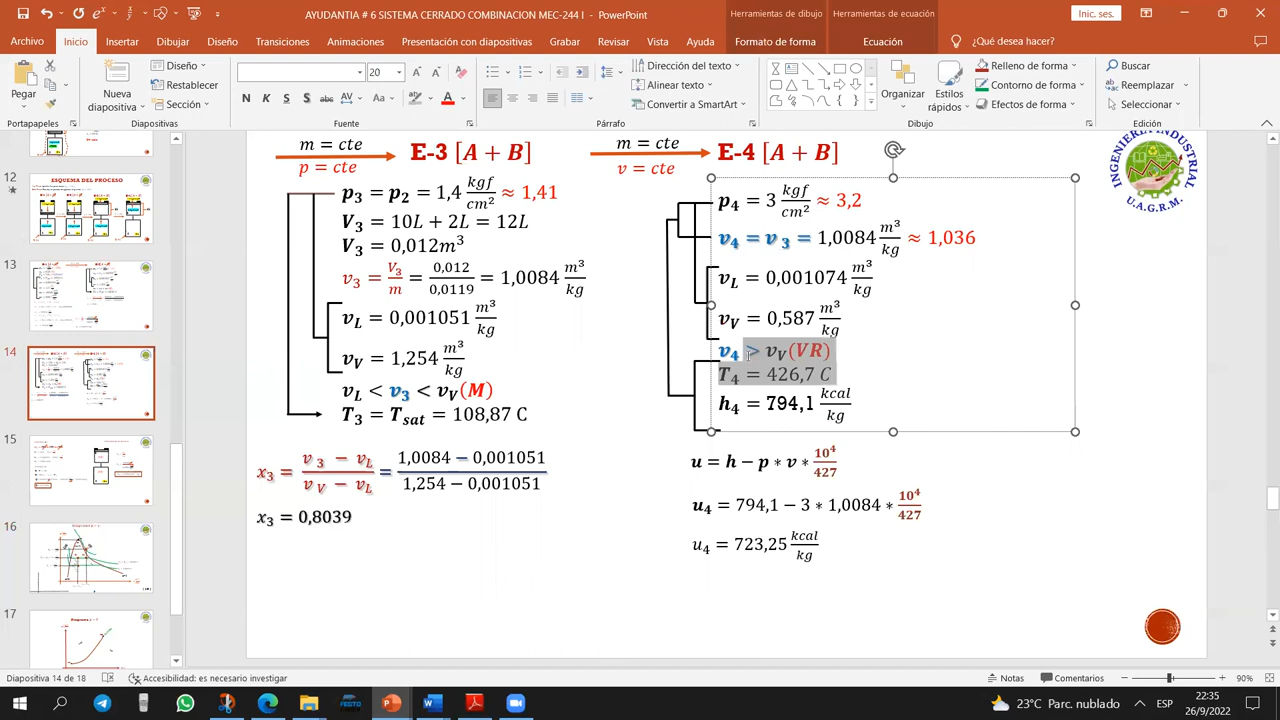 AYUDANTIA # 6 SISTEMA CERRADO COMBINACION MEC-244 I - PowerPoint
Herramientas de dibujo
Herramientas de ecuación
Inic. ses.
Archivo Inicio Insertar Dibujar Diseño Transiciones Animaciones Presentación con diapositivas Grabar Revisar Vista Ayuda Acrobat Formato Ecuación ¿Qué desea hacer?
Pegar
Nueva diapositiva
Diseño
Restablecer
Sección
20
N K S S abc AV Aa A
Dirección del texto
Alinear texto
Convertir a SmartArt
Organizar
Estilos rápidos
Relleno de forma
Contorno de forma
Efectos de forma
Buscar
Reemplazar
Seleccionar
Portapapeles Diapositivas Fuente Párrafo Dibujo Edición
12
ESQUEMA DEL PROCESO
13
14
15
16
17
m = cte
p = cte
E-3 [A + B]
p3 = p2 = 1,4 kgf/cm² ≈ 1,41
V3 = 10L + 2L = 12L
V3 = 0,012m³
v3 = V3/m = 0,012/0,0119 = 1,0084 m³/kg
vL = 0,001051 m³/kg
vV = 1,254 m³/kg
vL < v3 < vV(M)
T3 = Tsat = 108,87 C
x3 = v3 − vL / vV − vL = 1,0084 − 0,001051 / 1,254 − 0,001051
x3 = 0,8039
m = cte
v = cte
E-4 [A + B]
p4 = 3 kgf/cm² ≈ 3,2
v4 = v3 = 1,0084 m³/kg ≈ 1,036
vL = 0,001074 m³/kg
vV = 0,587 m³/kg
v4 > vV(VR)
T4 = 426,7 C
h4 = 794,1 kcal/kg
u = h − p * v * 10⁴/427
u4 = 794,1 − 3 * 1,0084 * 10⁴/427
u4 = 723,25 kcal/kg
INGENIERIA INDUSTRIAL
U.A.G.R.M.
Diapositiva 14 de 18
Accesibilidad: es necesario investigar
Notas
Comentarios
90%
FESTO
23°C Parc. nublado
ESP
22:35
26/9/2022